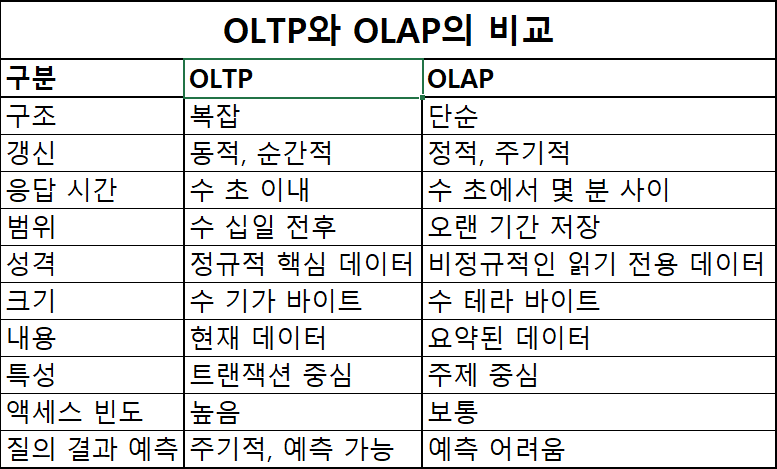 OLTP와 OLAP의 비교
구분 OLTP OLAP
구조 복잡 단순
갱신 동적, 순간적 정적, 주기적
응답 시간 수 초 이내 수 초에서 몇 분 사이
범위 수 십일 전후 오랜 기간 저장
성격 정규적 핵심 데이터 비정규적인 읽기 전용 데이터
크기 수 기가 바이트 수 테라 바이트
내용 현재 데이터 요약된 데이터
특성 트랜잭션 중심 주제 중심
액세스 빈도 높음 보통
질의 결과 예측 주기적, 예측 가능 예측 어려움